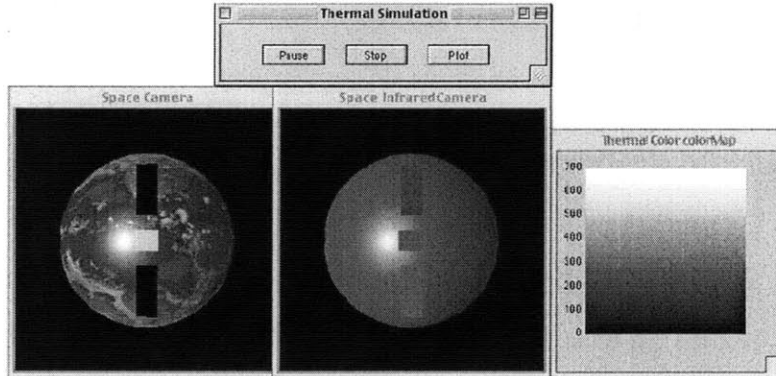 Thermal Simulation
Pause Stop Plot
Space Camera
Space InfraredCamera
Thermal Color colorMap
700
600
500
400
300
200
100
0